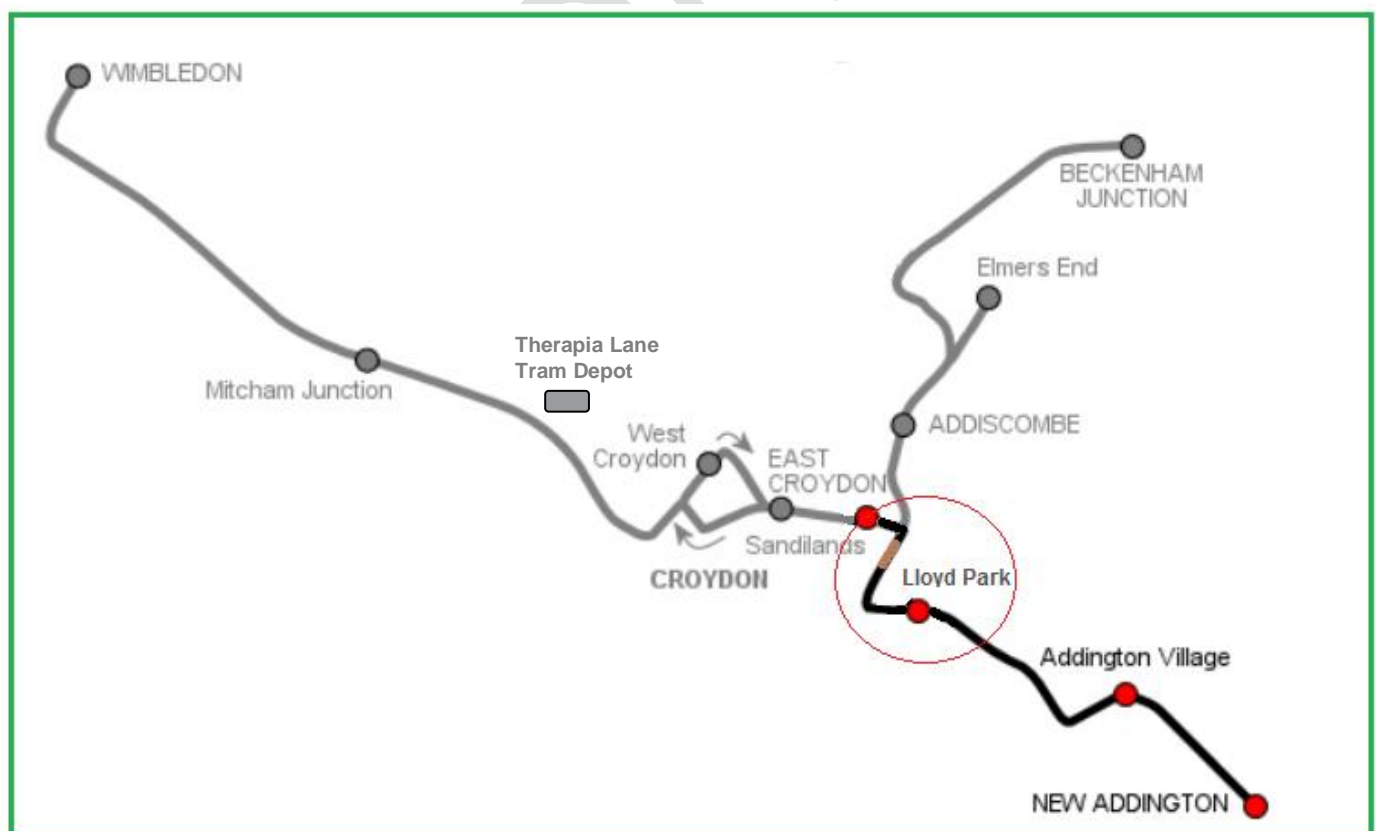 WIMBLEDON
BECKENHAM
JUNCTION
Elmers End
Therapia Lane
Tram Depot
Mitcham Junction
West
Croydon
EAST
CROYDON
ADDISCOMBE
Sandilands
CROYDON
Lloyd Park
Addington Village
NEW ADDINGTON